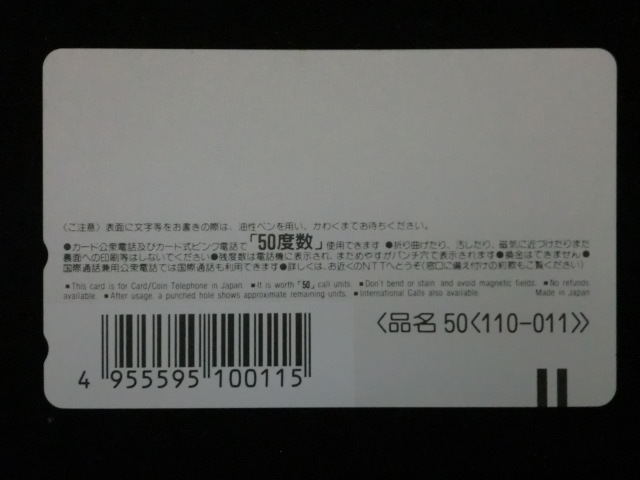 〈ご注意〉表面に文字等をお書きの際は、油性ペンを用い、かわくまでお待ちください。
●カード公衆電話及びカード式ピンク電話で「50度数」使用できます ●折り曲げたり、汚したり、磁気に近づけたりまた
裏面への印刷等はしないでください ●残度数は電話機に表示され、まためやすがパンチ穴で表示されます ●換金はできません ●
国際通話兼用公衆電話では国際通話も利用できます ●詳しくは、お近くのNTTへどうぞ(窓口に備え付けの約款もご覧ください)
■ This card is for Card/Coin Telephone in Japan. ■ It is worth「50」call units. ■ Don't bend or stain and avoid magnetic fields. ■ No refunds
available. ■ After usage, a punched hole shows approximate remaining units. ■ International Calls also available. Made in Japan
〈品名 50〈110-011〉〉
4 955595 100115